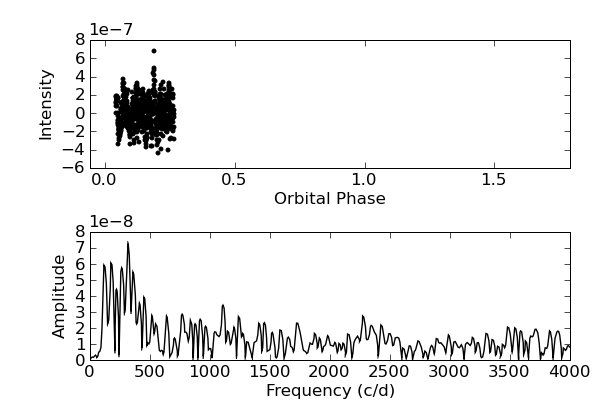 1e−7
8
6
4
2
0
−2
−4
−6
Intensity
0.0 0.5 1.0 1.5
Orbital Phase
1e−8
8
7
6
5
4
3
2
1
0
Amplitude
0 500 1000 1500 2000 2500 3000 3500 4000
Frequency (c/d)